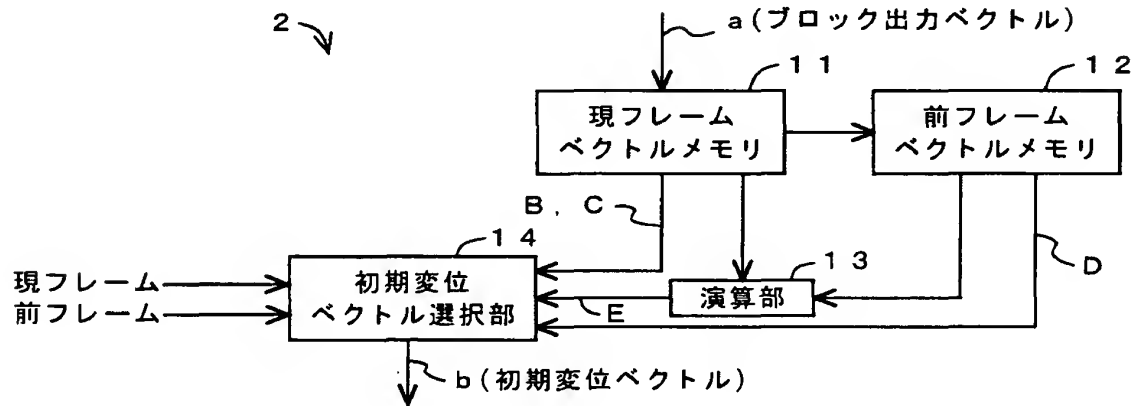 2
a(ブロック出力ベクトル)
11
12
現フレーム
ベクトルメモリ
前フレーム
ベクトルメモリ
B,C
14
13
D
現フレーム
前フレーム
初期変位
ベクトル選択部
E
演算部
b(初期変位ベクトル)